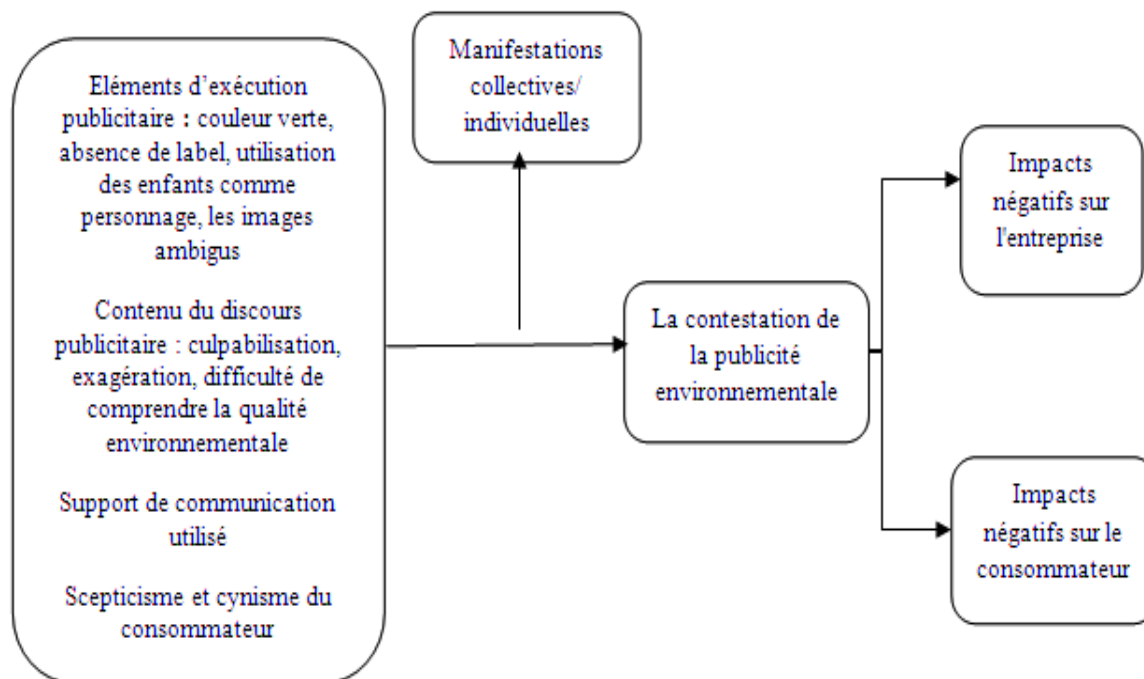 Eléments d'exécution
publicitaire : couleur verte,
absence de label, utilisation
des enfants comme
personnage, les images
ambigus
Contenu du discours
publicitaire : culpabilisation,
exagération, difficulté de
comprendre la qualité
environnementale
Support de communication
utilisé
Scepticisme et cynisme du
consommateur
Manifestations
collectives/
individuelles
La contestation de
la publicité
environnementale
Impacts
négatifs sur
l'entreprise
Impacts
négatifs sur le
consommateur